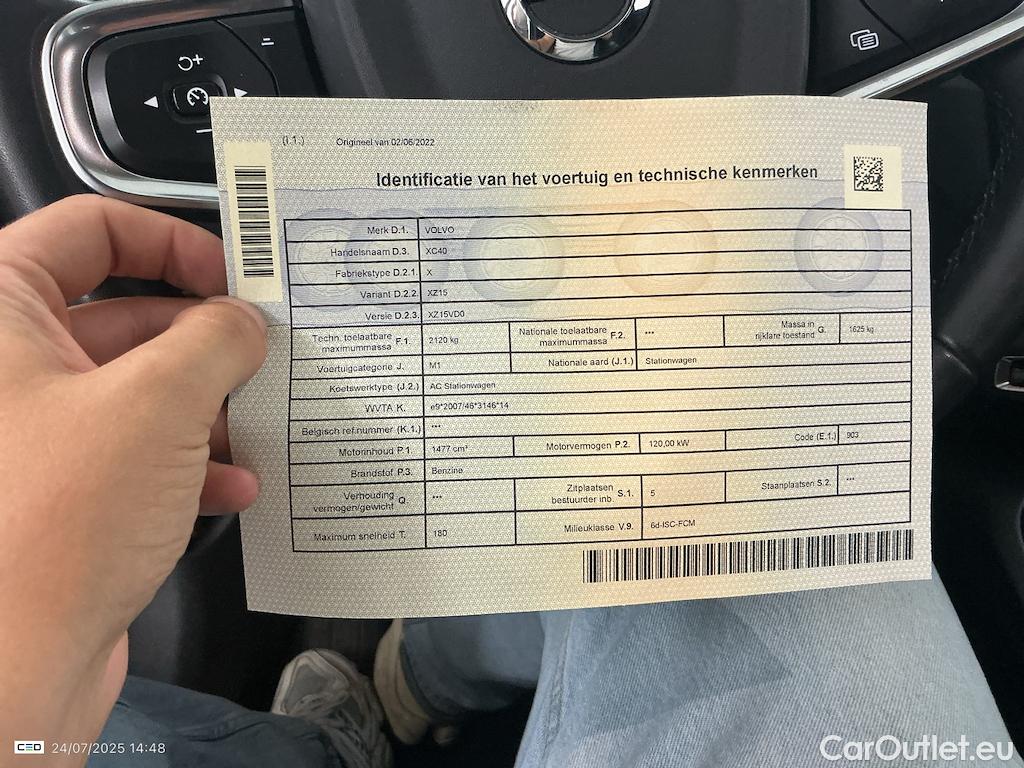 (I.1.) Origineel van 02/06/2022
Identificatie van het voertuig en technische kenmerken
Merk D.1. VOLVO
Handelsnaam D.3. XC40
Fabriekstype D.2.1. X
Variant D.2.2. XZ15
Versie D.2.3. XZ15VD0
Techn. toelaatbare maximummassa F.1. 2120 kg Nationale toelaatbare maximummassa F.2. *** Massa in rijklare toestand G. 1625 kg
Voertuigcategorie J. M1 Nationale aard (J.1.) Stationwagen
Koetswerktype (J.2.) AC Stationwagen
WVTA K. e9*2007/46*3146*14
Belgisch ref.nummer (K.1.) ***
Motorinhoud P.1. 1477 cm³ Motorvermogen P.2. 120,00 kW Code (E.1.) 903
Brandstof P.3. Benzine
Verhouding vermogen/gewicht Q. *** Zitplaatsen bestuurder inb. S.1. 5 Staanplaatsen S.2. ***
Maximum snelheid T. 180 Milieuklasse V.9. 6d-ISC-FCM
24/07/2025 14:48
CarOutlet.eu